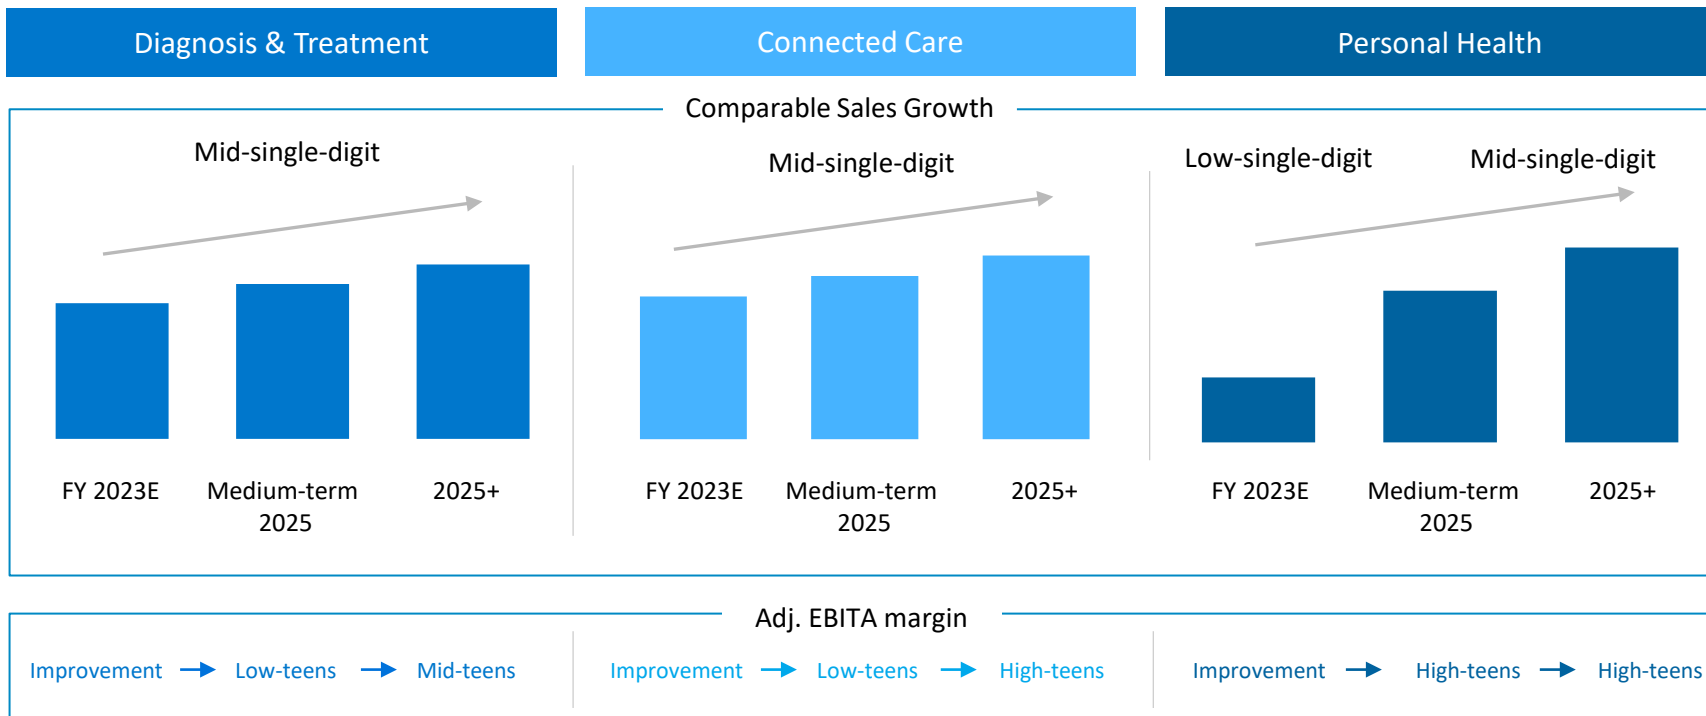 Diagnosis & Treatment
Connected Care
Personal Health
Comparable Sales Growth
Mid-single-digit
Mid-single-digit
Low-single-digit
Mid-single-digit
FY 2023E
Medium-term
2025
2025+
FY 2023E
Medium-term
2025
2025+
FY 2023E
Medium-term
2025
2025+
Adj. EBITA margin
Improvement
Low-teens
Mid-teens
Improvement
Low-teens
High-teens
Improvement
High-teens
High-teens